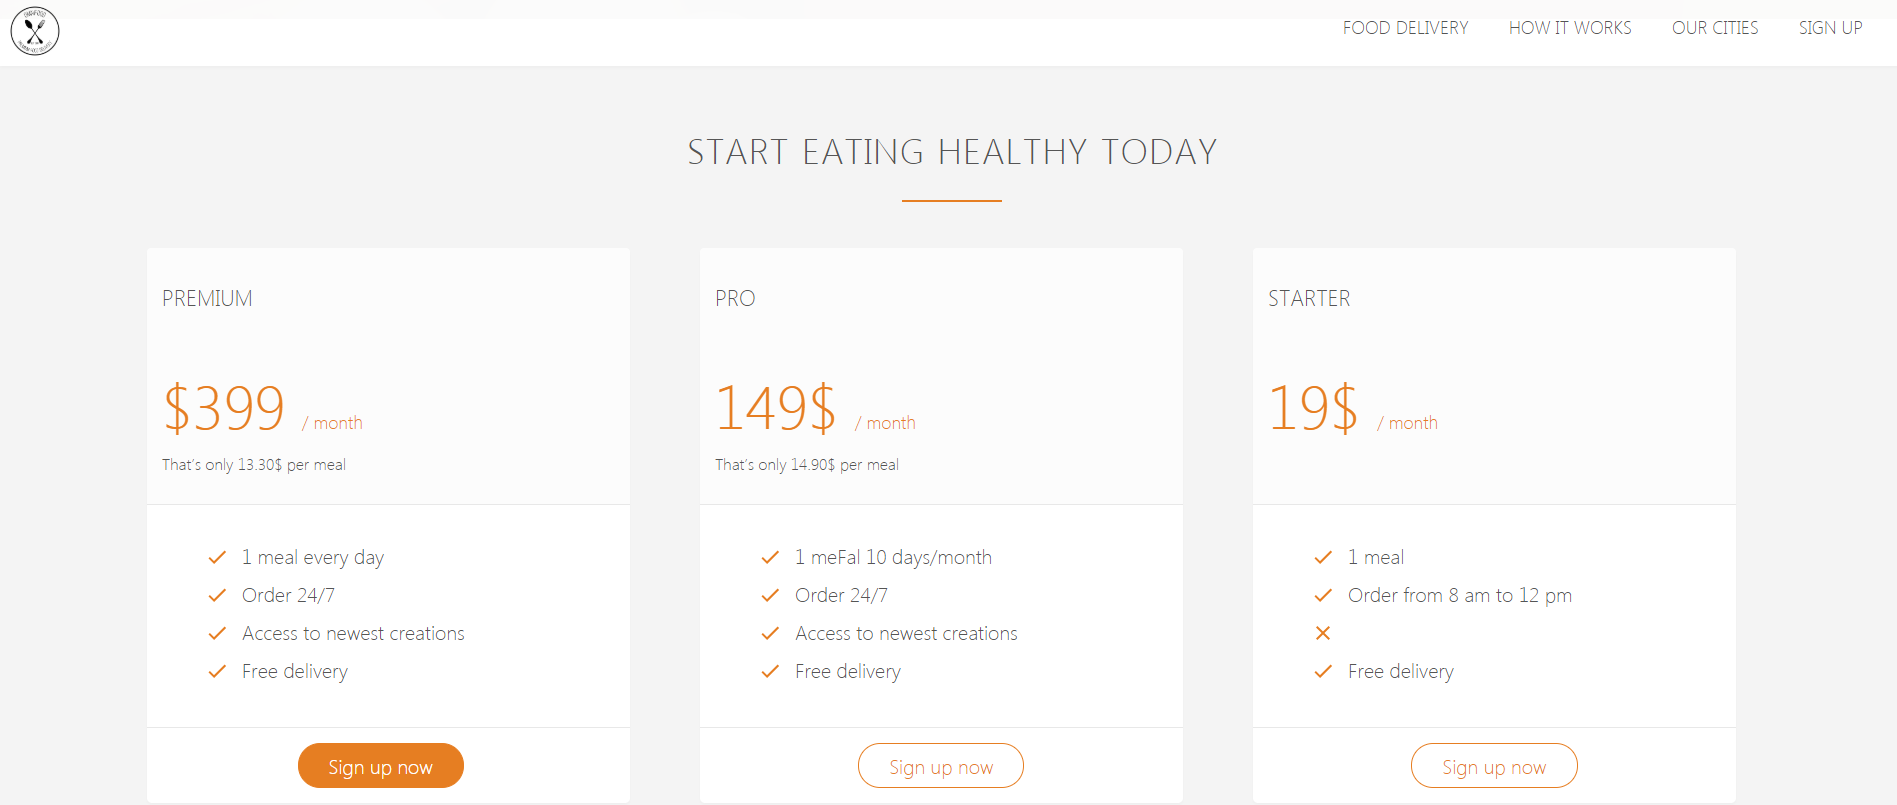 FOOD DELIVERY HOW IT WORKS OUR CITIES SIGN UP
START EATING HEALTHY TODAY
PREMIUM
$399 / month
That's only 13.30$ per meal
1 meal every day
Order 24/7
Access to newest creations
Free delivery
Sign up now
PRO
149$ / month
That's only 14.90$ per meal
1 meFal 10 days/month
Order 24/7
Access to newest creations
Free delivery
Sign up now
STARTER
19$ / month
1 meal
Order from 8 am to 12 pm
Free delivery
Sign up now